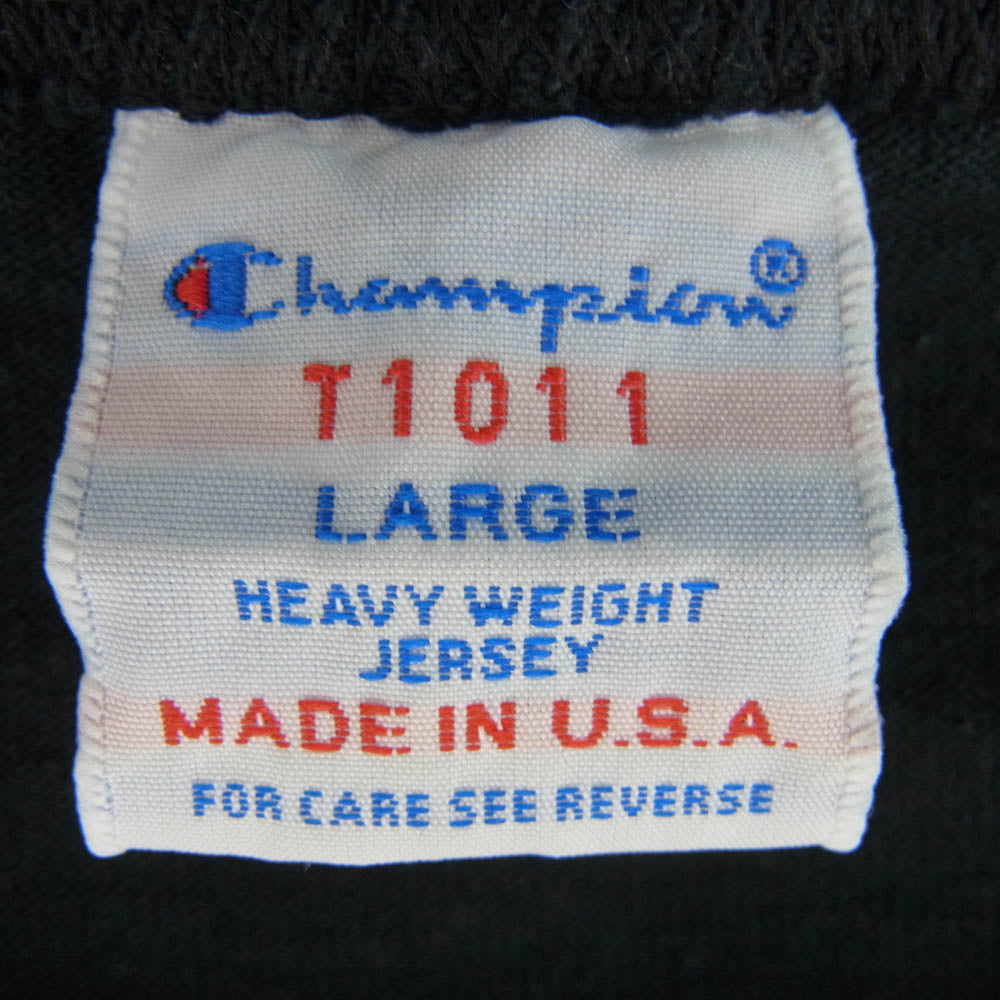 Champion®
T1011
LARGE
HEAVY WEIGHT
JERSEY
MADE IN U.S.A.
FOR CARE SEE REVERSE